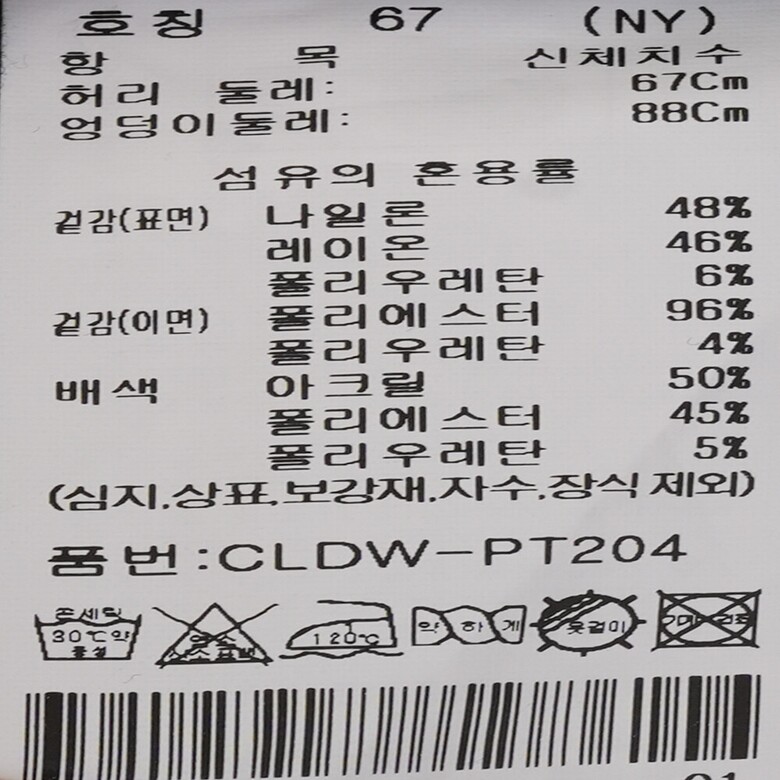 호칭 67 (NY)
항 목 신체치수
허리 둘레: 67Cm
엉덩이둘레: 88Cm
섬유의 혼용률
겉감(표면) 나일론 48%
레이온 46%
폴리우레탄 6%
겉감(이면) 폴리에스터 96%
폴리우레탄 4%
배색 아크릴 50%
폴리에스터 45%
폴리우레탄 5%
(심지.상표.보강재.자수.장식 제외)
품번:CLDW-PT204
손세탁
30℃약
중성
120℃
약하게
옷걸이